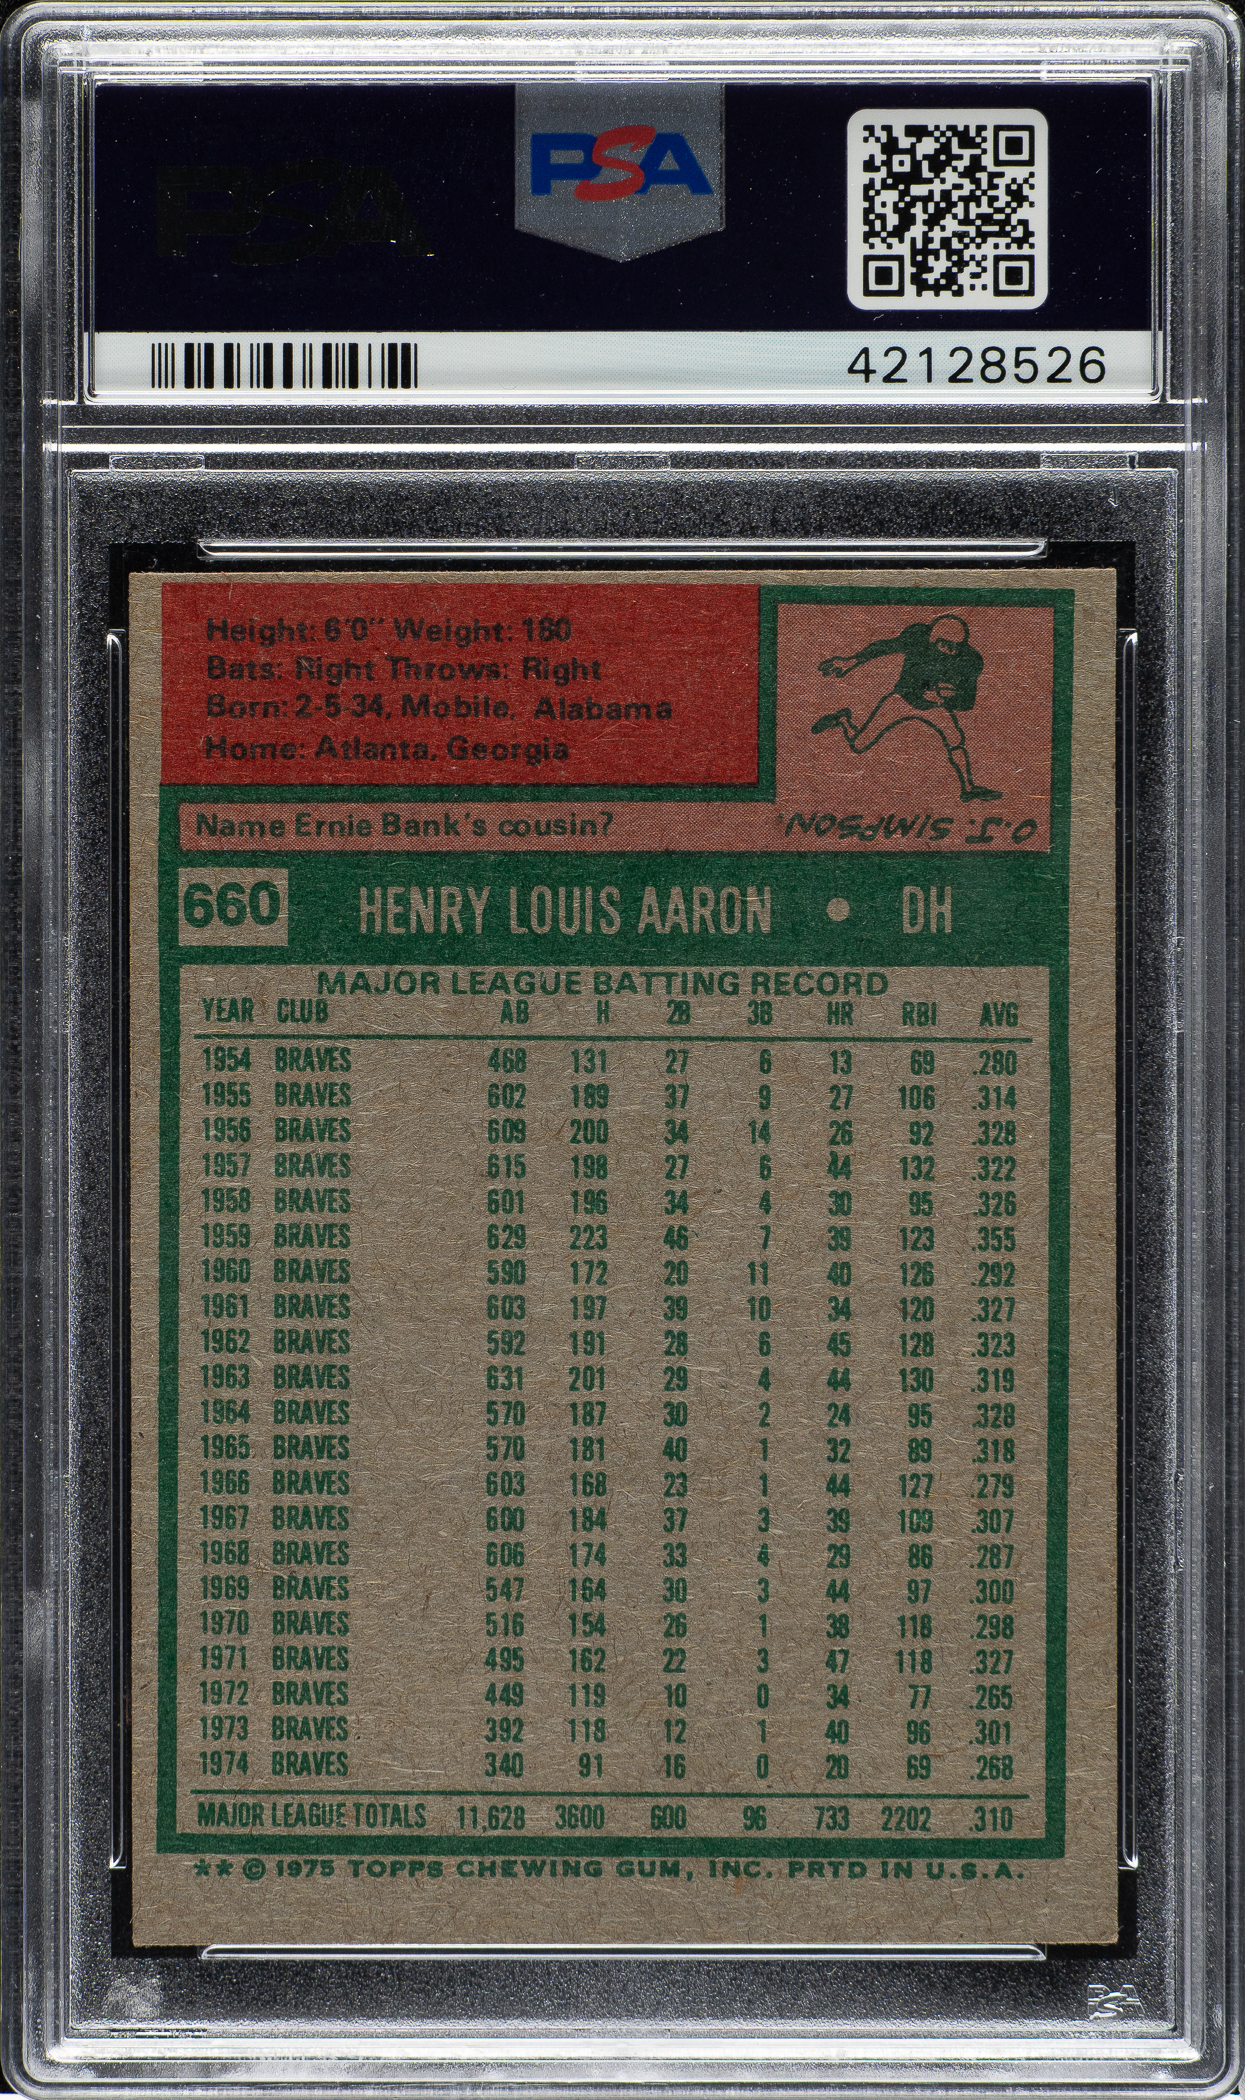 PSA
PSA
42128526
Height: 6'0" Weight: 180
Bats: Right Throws: Right
Born: 2-5-34, Mobile, Alabama
Home: Atlanta, Georgia
Name Ernie Bank's cousin?
O.J. SIMPSON.
660 HENRY LOUIS AARON • DH
MAJOR LEAGUE BATTING RECORD
YEAR CLUB AB H 2B 3B HR RBI AVG
1954 BRAVES 468 131 27 6 13 69 .280
1955 BRAVES 602 189 37 9 27 106 .314
1956 BRAVES 609 200 34 14 26 92 .328
1957 BRAVES 615 198 27 6 44 132 .322
1958 BRAVES 601 196 34 4 30 95 .326
1959 BRAVES 629 223 46 7 39 123 .355
1960 BRAVES 590 172 20 11 40 126 .292
1961 BRAVES 603 197 39 10 34 120 .327
1962 BRAVES 592 191 28 6 45 128 .323
1963 BRAVES 631 201 29 4 44 130 .319
1964 BRAVES 570 187 30 2 24 95 .328
1965 BRAVES 570 181 40 1 32 89 .318
1966 BRAVES 603 168 23 1 44 127 .279
1967 BRAVES 600 184 37 3 39 109 .307
1968 BRAVES 606 174 33 4 29 86 .287
1969 BRAVES 547 164 30 3 44 97 .300
1970 BRAVES 516 154 26 1 38 118 .298
1971 BRAVES 495 162 22 3 47 118 .327
1972 BRAVES 449 119 10 0 34 77 .265
1973 BRAVES 392 118 12 1 40 96 .301
1974 BRAVES 340 91 16 0 20 69 .268
MAJOR LEAGUE TOTALS 11,628 3600 600 96 733 2202 .310
** © 1975 TOPPS CHEWING GUM, INC. PRTD IN U.S.A.
PSA